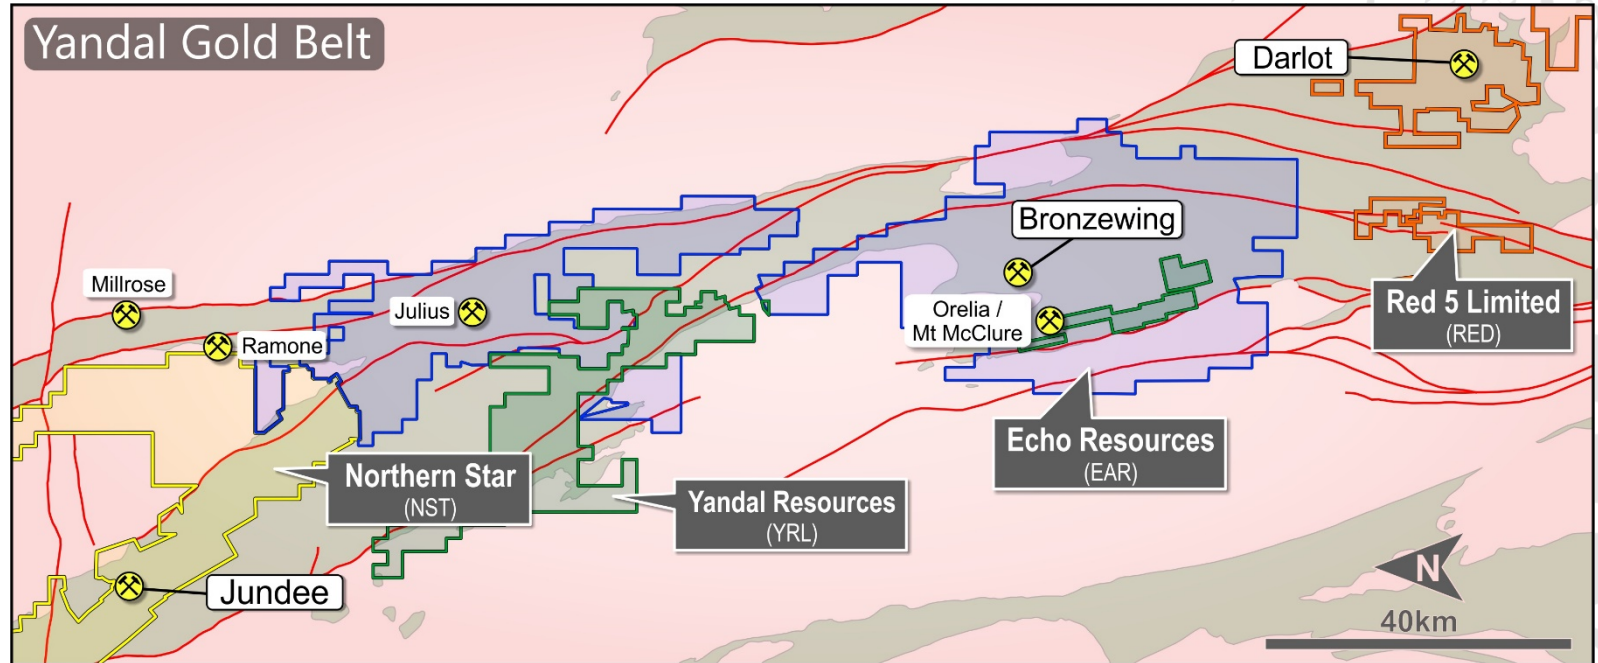 Yandal Gold Belt
Darlot
Bronzewing
Millrose
Julius
Orelia /
Mt McClure
Ramone
Red 5 Limited
(RED)
Echo Resources
(EAR)
Northern Star
(NST)
Yandal Resources
(YRL)
Jundee
N
40km